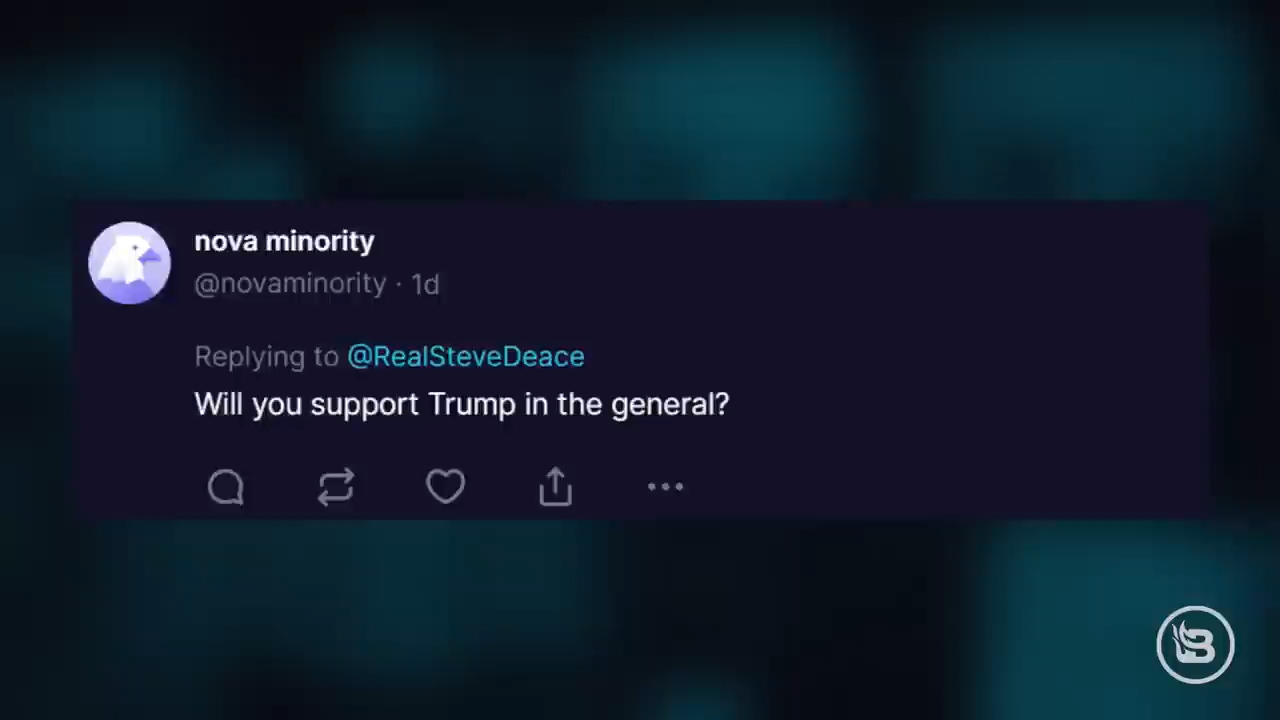 nova minority
@novaminority · 1d
Replying to @RealSteveDeace
Will you support Trump in the general?
B